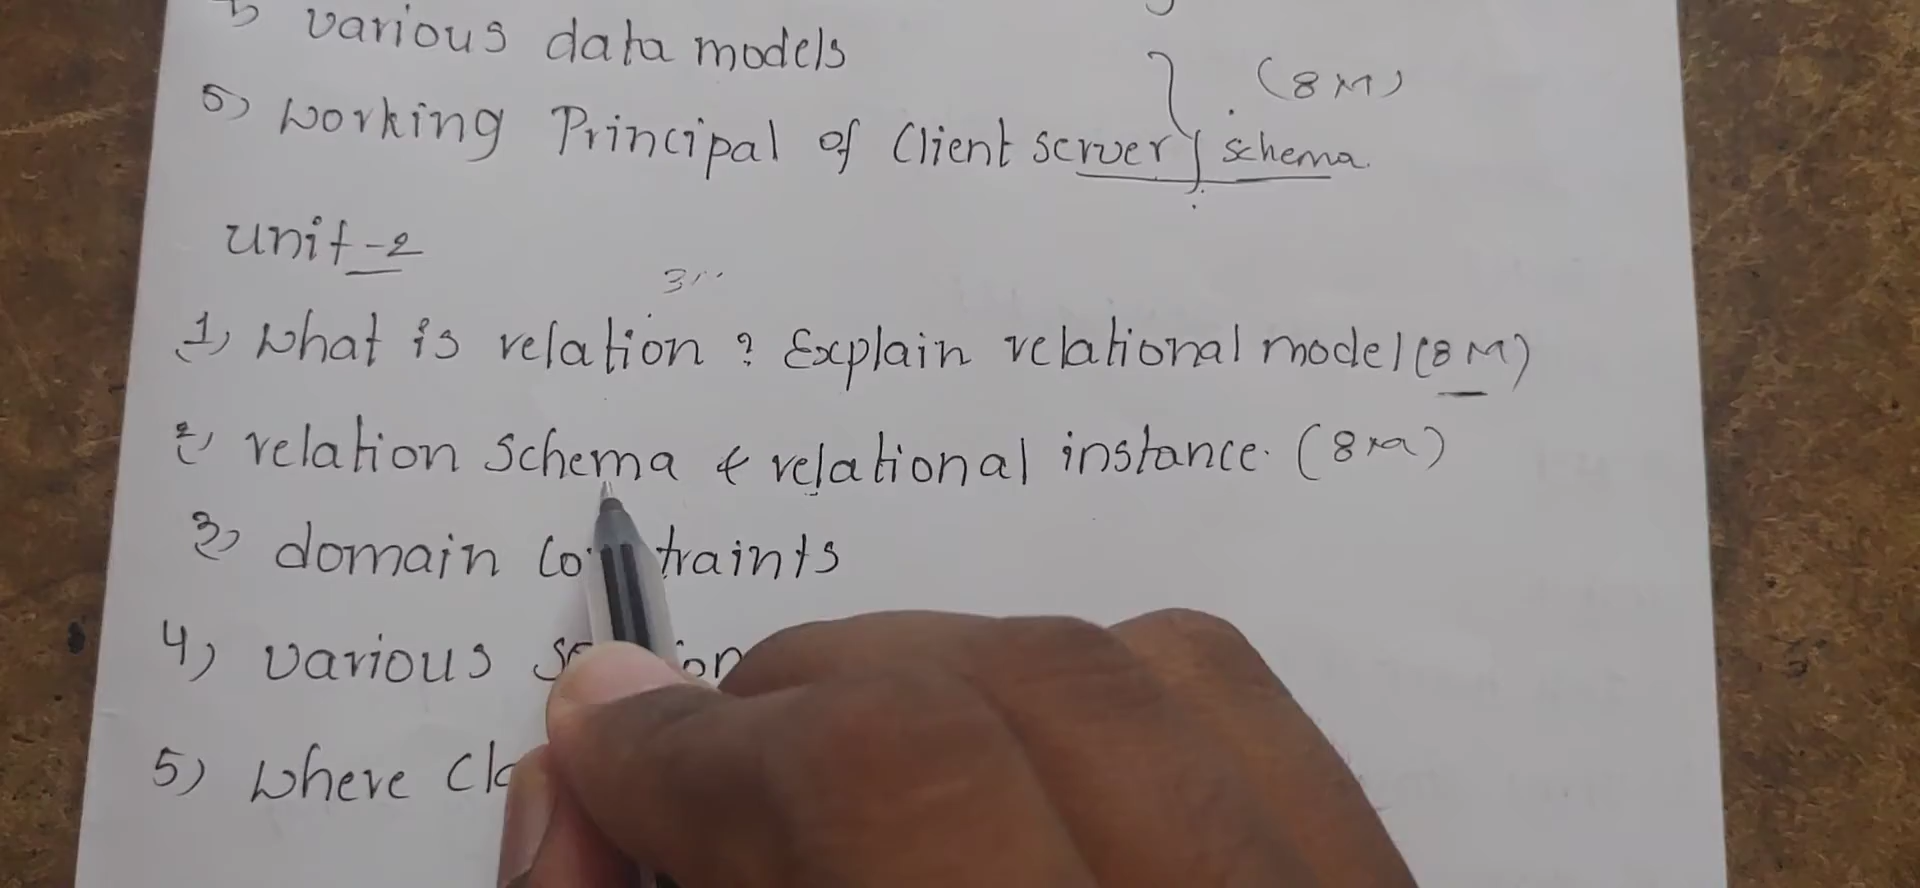 various data models
5) working Principal of Client server } schema. (8M)
unit-2
1) what is relation ? Explain relational model (8M)
2) relation schema & relational instance. (8M)
3) domain
4) various
5) where